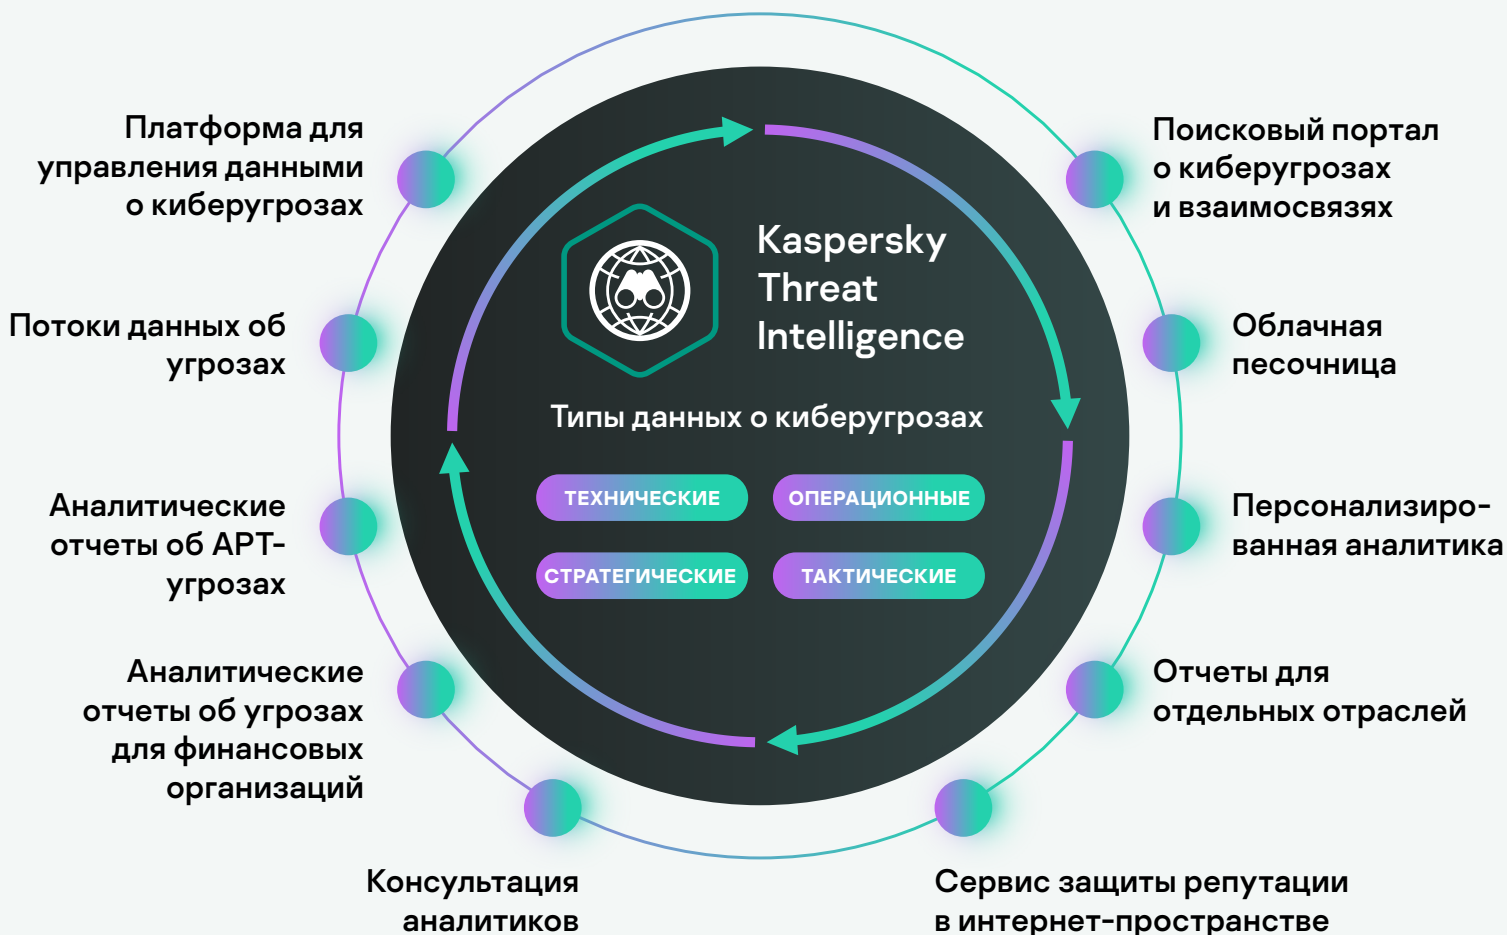 Платформа для
управления данными
о киберугрозах
Потоки данных об
угрозах
Аналитические
отчеты об APT-
угрозах
Аналитические
отчеты об угрозах
для финансовых
организаций
Консультация
аналитиков
Kaspersky
Threat
Intelligence
Типы данных о киберугрозах
ТЕХНИЧЕСКИЕ
ОПЕРАЦИОННЫЕ
СТРАТЕГИЧЕСКИЕ
ТАКТИЧЕСКИЕ
Поисковый портал
о киберугрозах
и взаимосвязях
Облачная
песочница
Персонализиро-
ванная аналитика
Отчеты для
отдельных отраслей
Сервис защиты репутации
в интернет-пространстве